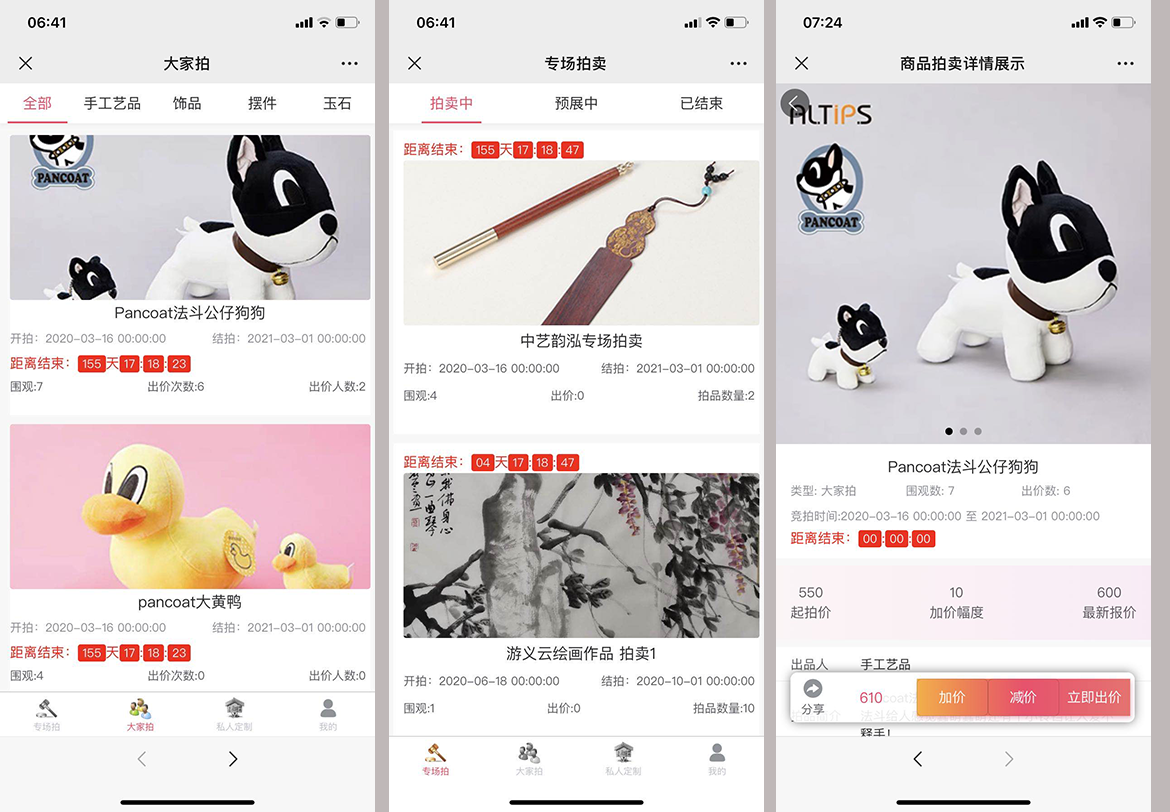 06:41
大家拍
全部 手工艺品 饰品 摆件 玉石
PANCOAT
Pancoat法斗公仔狗狗
开拍：2020-03-16 00:00:00 结拍：2021-03-01 00:00:00
距离结束：155天17:18:23
围观:7 出价次数:6 出价人数:2
pancoat大黄鸭
开拍：2020-03-16 00:00:00 结拍：2021-03-01 00:00:00
距离结束：155天17:18:23
围观:4 出价次数:0 出价人数:0
专场拍 大家拍 私人定制 我的
06:41
专场拍卖
拍卖中 预展中 已结束
距离结束：155天17:18:47
中艺韵泓专场拍卖
开拍：2020-03-16 00:00:00 结拍：2021-03-01 00:00:00
围观:4 出价:0 拍品数量:2
距离结束：04天17:18:47
游义云绘画作品 拍卖1
开拍：2020-06-18 00:00:00 结拍：2020-10-01 00:00:00
围观:1 出价:0 拍品数量:10
专场拍 大家拍 私人定制 我的
07:24
商品拍卖详情展示
ALTiPS
PANCOAT
Pancoat法斗公仔狗狗
类型: 大家拍 围观数: 7 出价数: 6
竞拍时间:2020-03-16 00:00:00 至 2021-03-01 00:00:00
距离结束：00:00:00
550 10 600
起拍价 加价幅度 最新报价
出品人 手工艺品
分享 610 加价 减价 立即出价
释手!